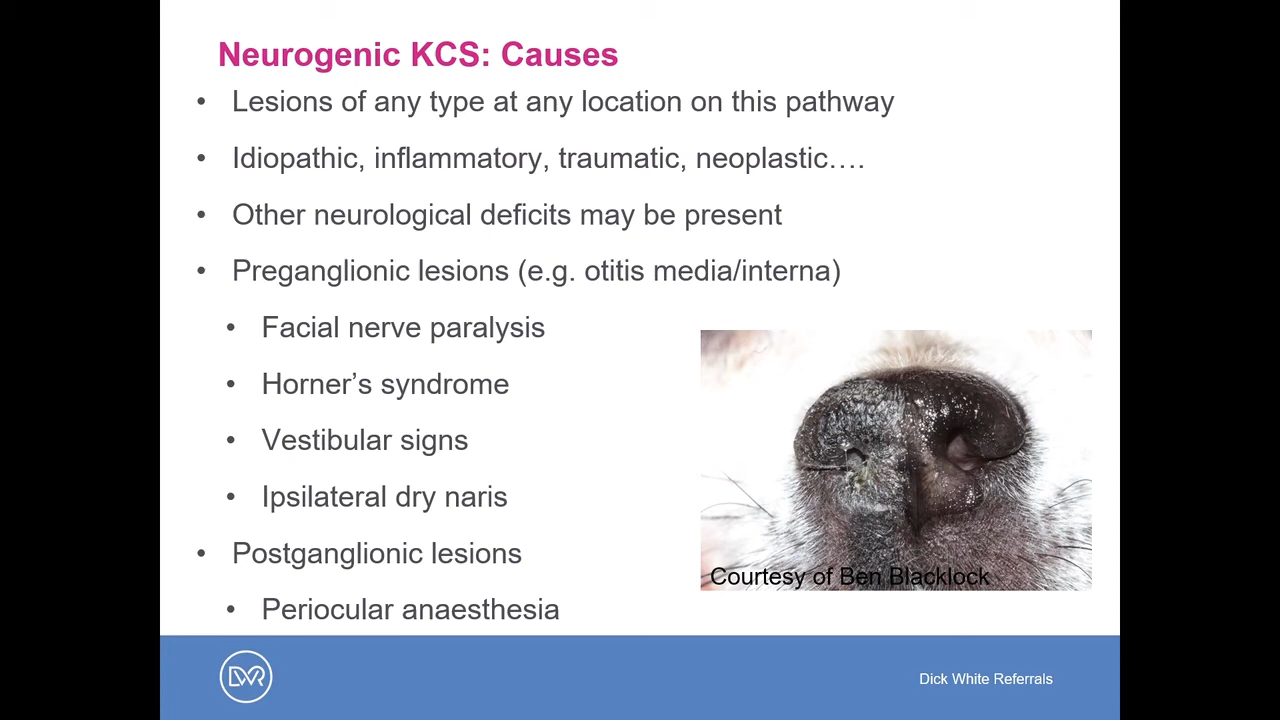 Neurogenic KCS: Causes
• Lesions of any type at any location on this pathway
• Idiopathic, inflammatory, traumatic, neoplastic….
• Other neurological deficits may be present
• Preganglionic lesions (e.g. otitis media/interna)
• Facial nerve paralysis
• Horner’s syndrome
• Vestibular signs
• Ipsilateral dry naris
• Postganglionic lesions
• Periocular anaesthesia
Courtesy of Ben Blacklock
DWR
Dick White Referrals